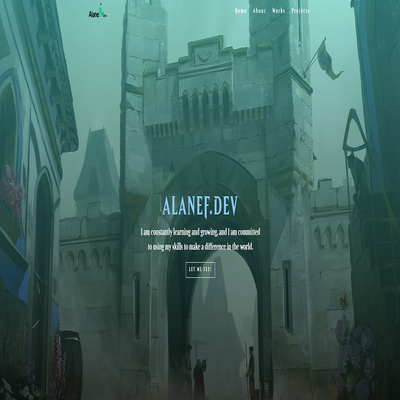 Alane
Home About Works Projects
ALANEF.DEV
I am constantly learning and growing, and I am committed
to using my skills to make a difference in the world.
LET ME SEE!